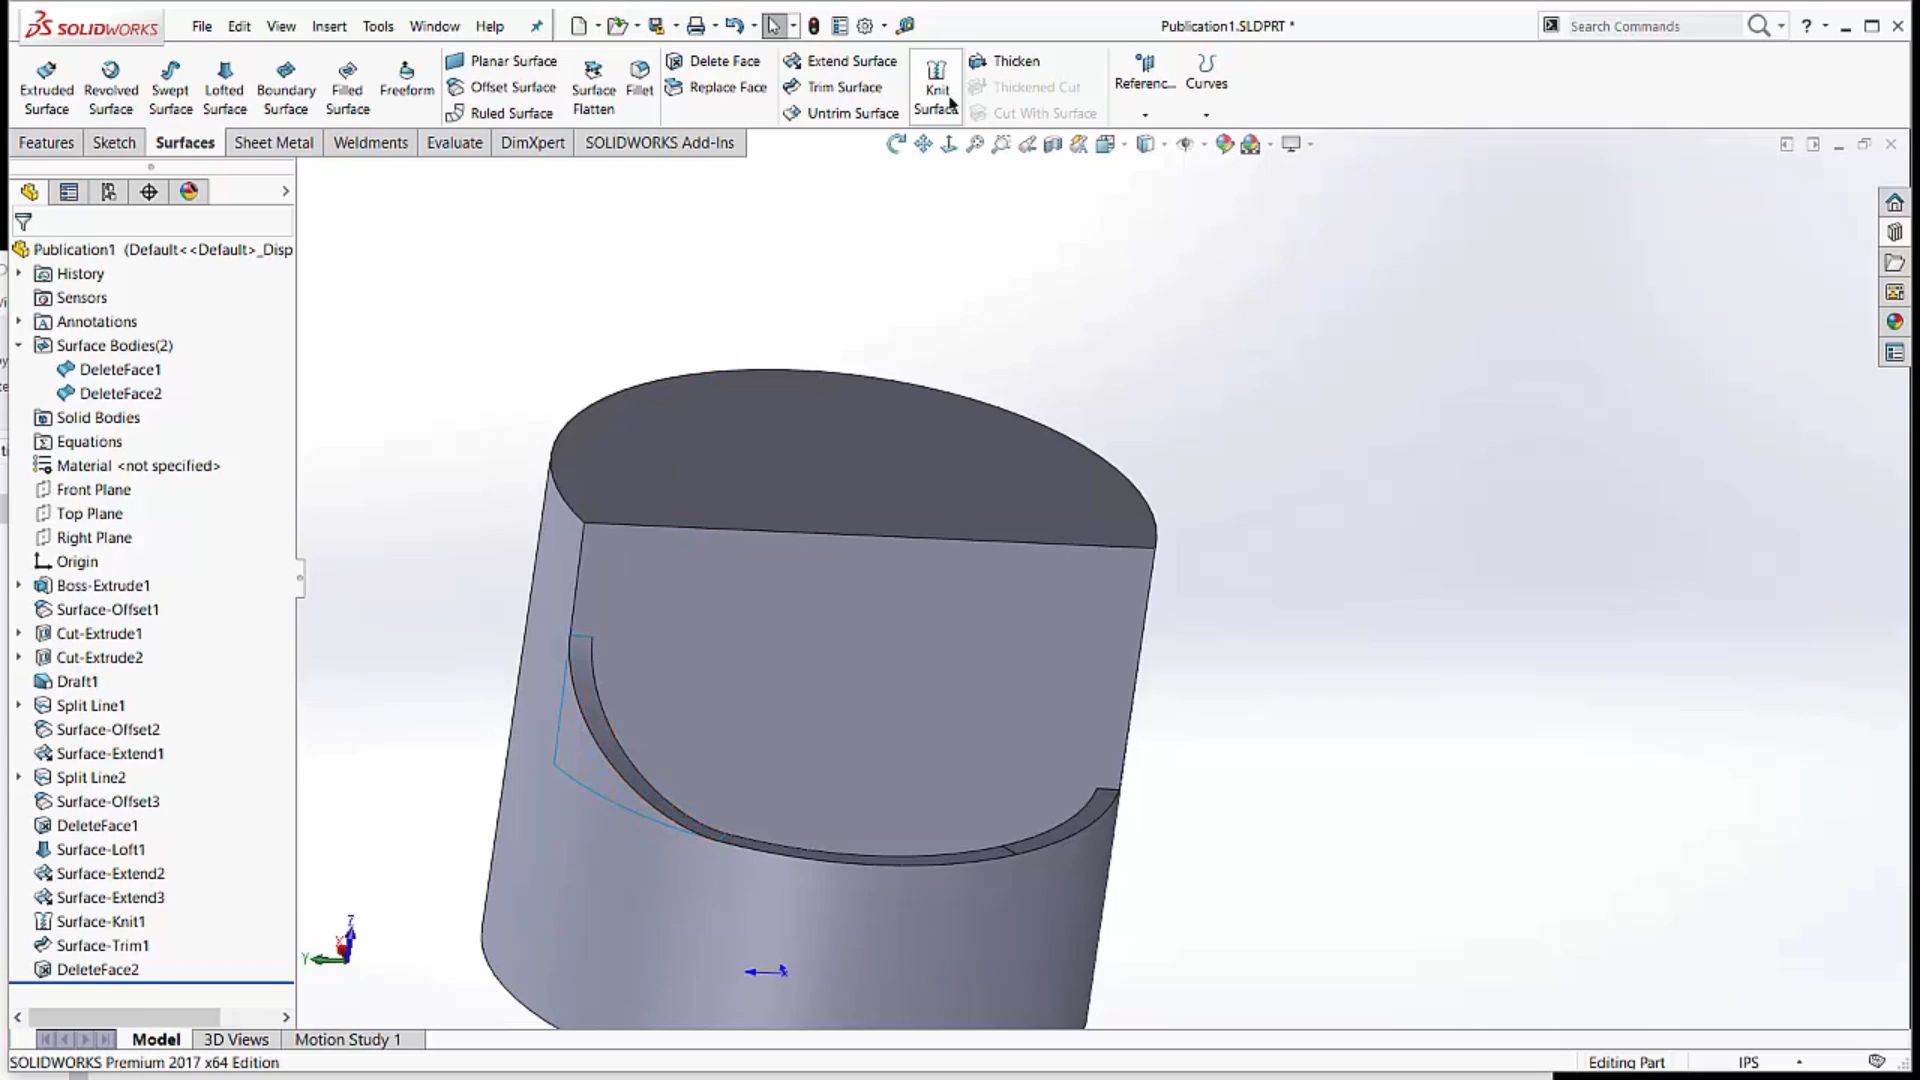 SOLIDWORKS File Edit View Insert Tools Window Help Publication1.SLDPRT * Search Commands ?
Extruded Surface
Revolved Surface
Swept Surface
Lofted Surface
Boundary Surface
Filled Surface
Freeform
Planar Surface
Offset Surface
Ruled Surface
Surface Flatten
Fillet
Delete Face
Replace Face
Extend Surface
Trim Surface
Untrim Surface
Knit Surface
Thicken
Thickened Cut
Cut With Surface
Referenc...
Curves
Features Sketch Surfaces Sheet Metal Weldments Evaluate DimXpert SOLIDWORKS Add-Ins
Publication1 (Default<<Default>_Disp
History
Sensors
Annotations
Surface Bodies(2)
DeleteFace1
DeleteFace2
Solid Bodies
Equations
Material <not specified>
Front Plane
Top Plane
Right Plane
Origin
Boss-Extrude1
Surface-Offset1
Cut-Extrude1
Cut-Extrude2
Draft1
Split Line1
Surface-Offset2
Surface-Extend1
Split Line2
Surface-Offset3
DeleteFace1
Surface-Loft1
Surface-Extend2
Surface-Extend3
Surface-Knit1
Surface-Trim1
DeleteFace2
Z
X
Y
Model 3D Views Motion Study 1
SOLIDWORKS Premium 2017 x64 Edition Editing Part IPS